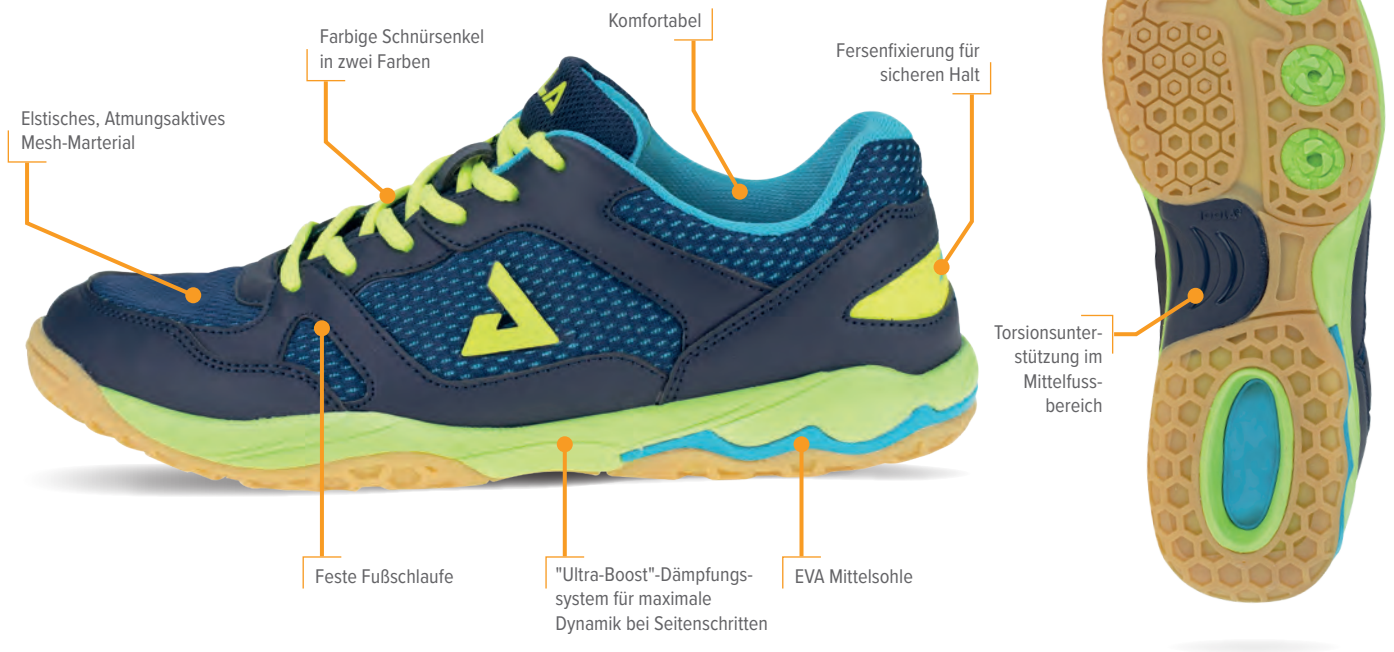 Komfortabel
Farbige Schnürsenkel
in zwei Farben
Fersenfixierung für
sicheren Halt
Elstisches, Atmungsaktives
Mesh-Marterial
LA
Torsionsunter-
stützung im
Mittelfuss-
bereich
Feste Fußschlaufe
"Ultra-Boost"-Dämpfungs-
system für maximale
Dynamik bei Seitenschritten
EVA Mittelsohle